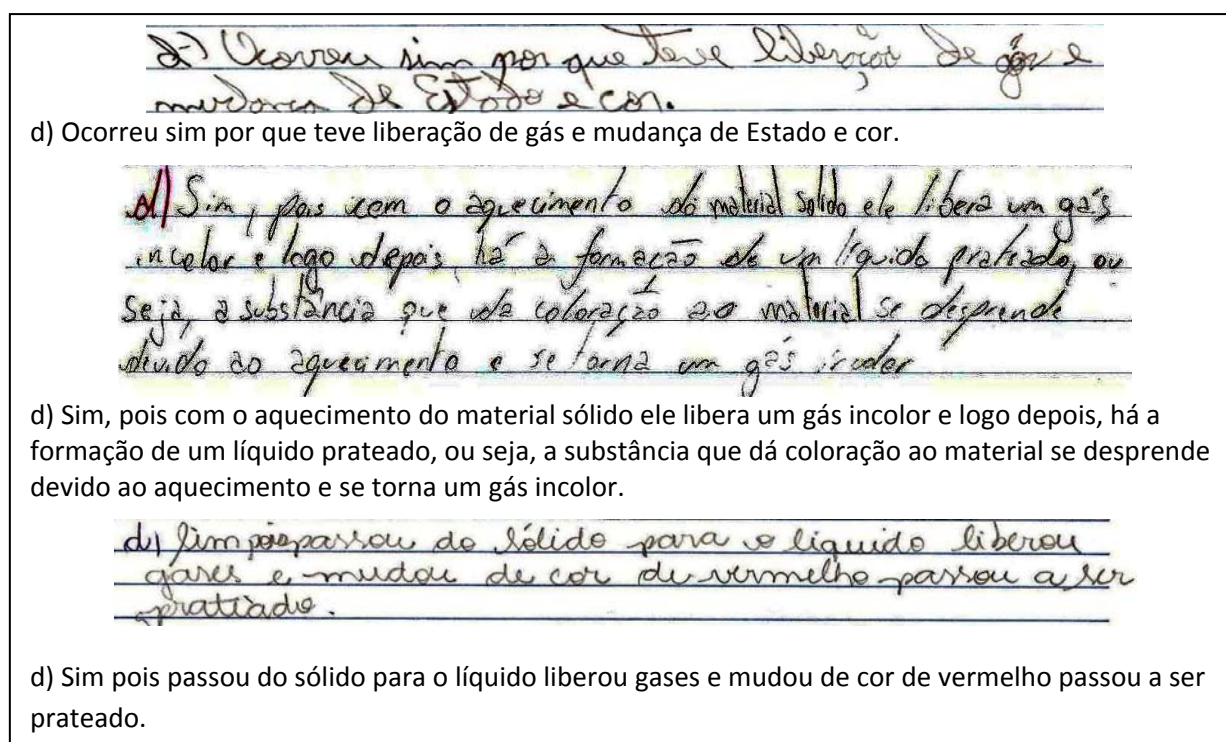 d) Ocorreu sim por que teve liberação de gás e
mudança de Estado e cor.
d) Ocorreu sim por que teve liberação de gás e mudança de Estado e cor.
d) Sim, pois com o aquecimento do material solido ele libera um gás
incolor e logo depois, há a formação de um líquido prateado, ou
seja, a substância que dá coloração ao material se desprende
devido ao aquecimento e se torna um gás incolor
d) Sim, pois com o aquecimento do material sólido ele libera um gás incolor e logo depois, há a
formação de um líquido prateado, ou seja, a substância que dá coloração ao material se desprende
devido ao aquecimento e se torna um gás incolor.
d) Sim pois passou do sólido para o liquido liberou
gases e mudou de cor de vermelho passou a ser
prateado.
d) Sim pois passou do sólido para o líquido liberou gases e mudou de cor de vermelho passou a ser
prateado.